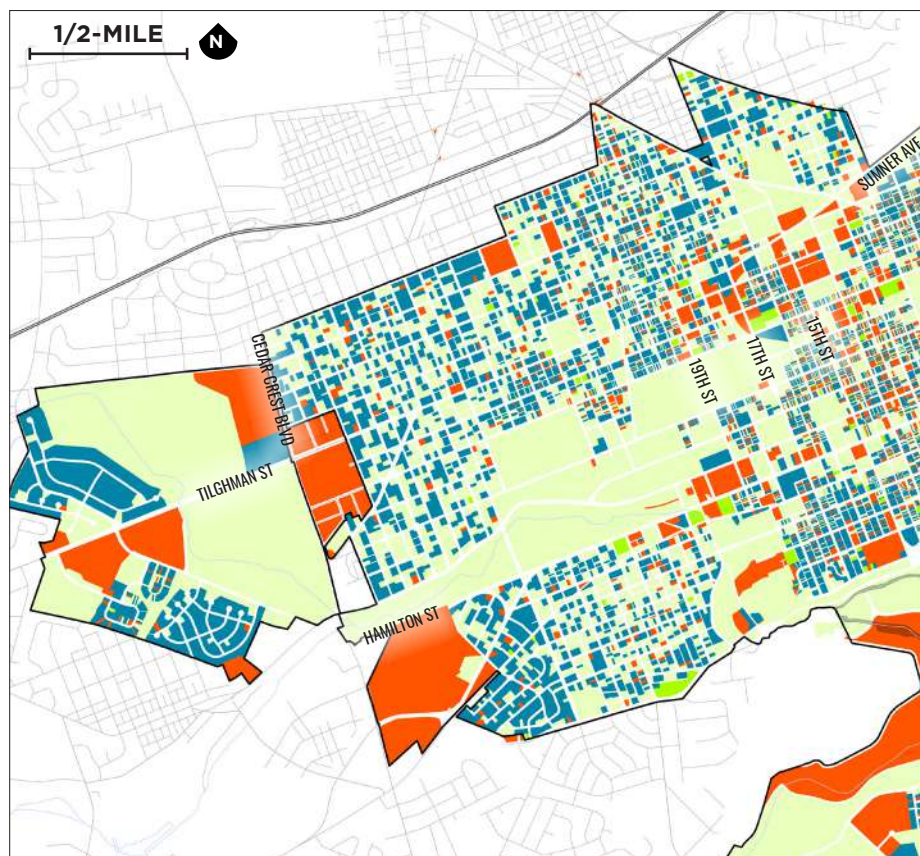 1/2-MILE
N
SUMNER AVE
CEDAR CREST BLVD
15TH ST
17TH ST
19TH ST
TILGHMAN ST
HAMILTON ST